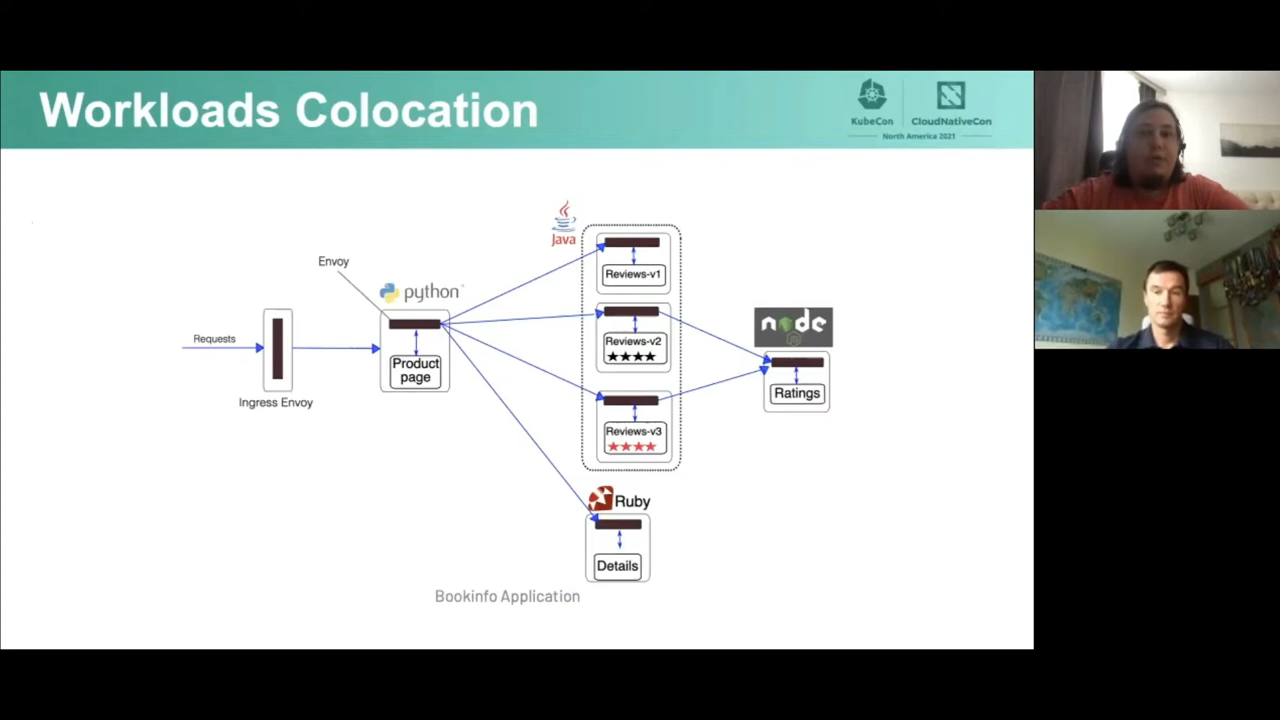 Workloads Colocation
KubeCon
CloudNativeCon
North America 2021
Java
Envoy
python
Reviews-v1
Requests
Product
page
Reviews-v2
★★★★
node
JS
Ingress Envoy
Ratings
Reviews-v3
★★★★
Ruby
Details
Bookinfo Application